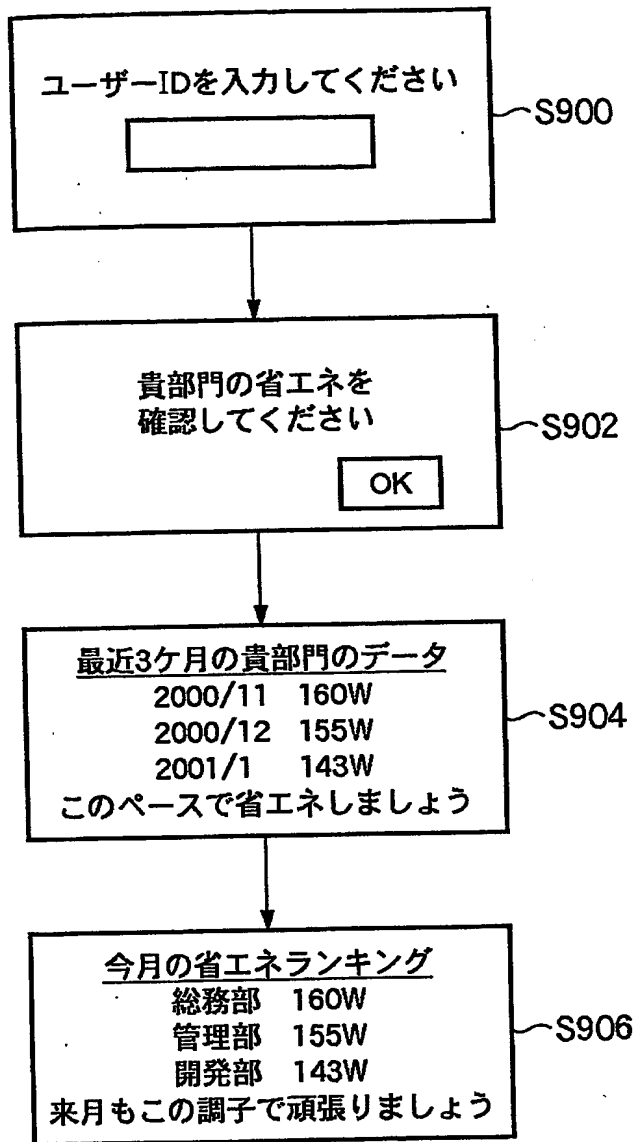 ユーザーIDを入力してください
S900
貴部門の省エネを
確認してください
OK
S902
最近3ケ月の貴部門のデータ
2000/11 160W
2000/12 155W
2001/1 143W
このペースで省エネしましょう
S904
今月の省エネランキング
総務部 160W
管理部 155W
開発部 143W
来月もこの調子で頑張りましょう
S906